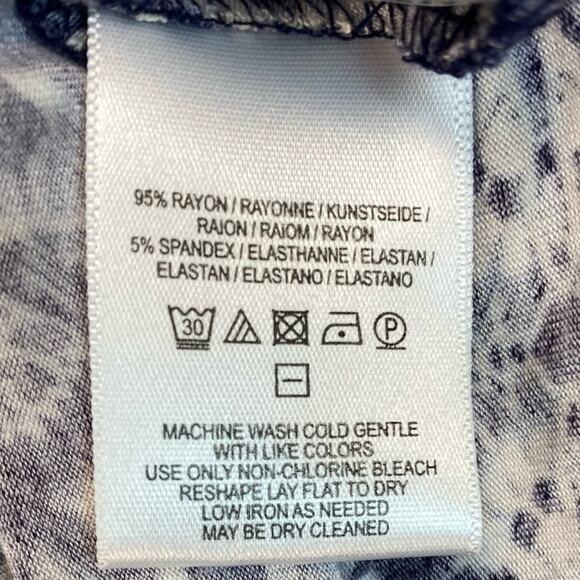 95% RAYON / RAYONNE / KUNSTSEIDE /
RAION / RAIOM / RAYON
5% SPANDEX / ELASTHANNE / ELASTAN /
ELASTAN / ELASTANO / ELASTANO
30 P
MACHINE WASH COLD GENTLE
WITH LIKE COLORS
USE ONLY NON-CHLORINE BLEACH
RESHAPE LAY FLAT TO DRY
LOW IRON AS NEEDED
MAY BE DRY CLEANED